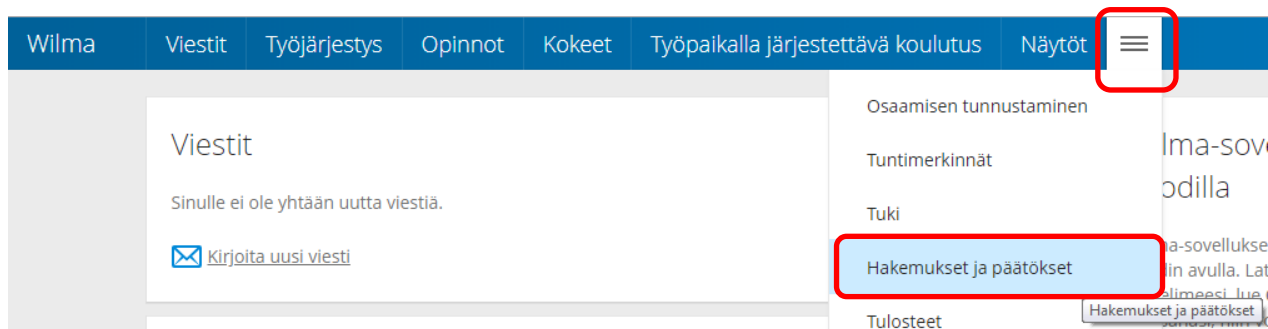 Wilma Viestit Työjärjestys Opinnot Kokeet Työpaikalla järjestettävä koulutus Näytöt
Osaamisen tunnustaminen
Tuntimerkinnät
Tuki
Hakemukset ja päätökset
Hakemukset ja päätökset
Tulosteet
Viestit
Sinulle ei ole yhtään uutta viestiä.
Kirjoita uusi viesti